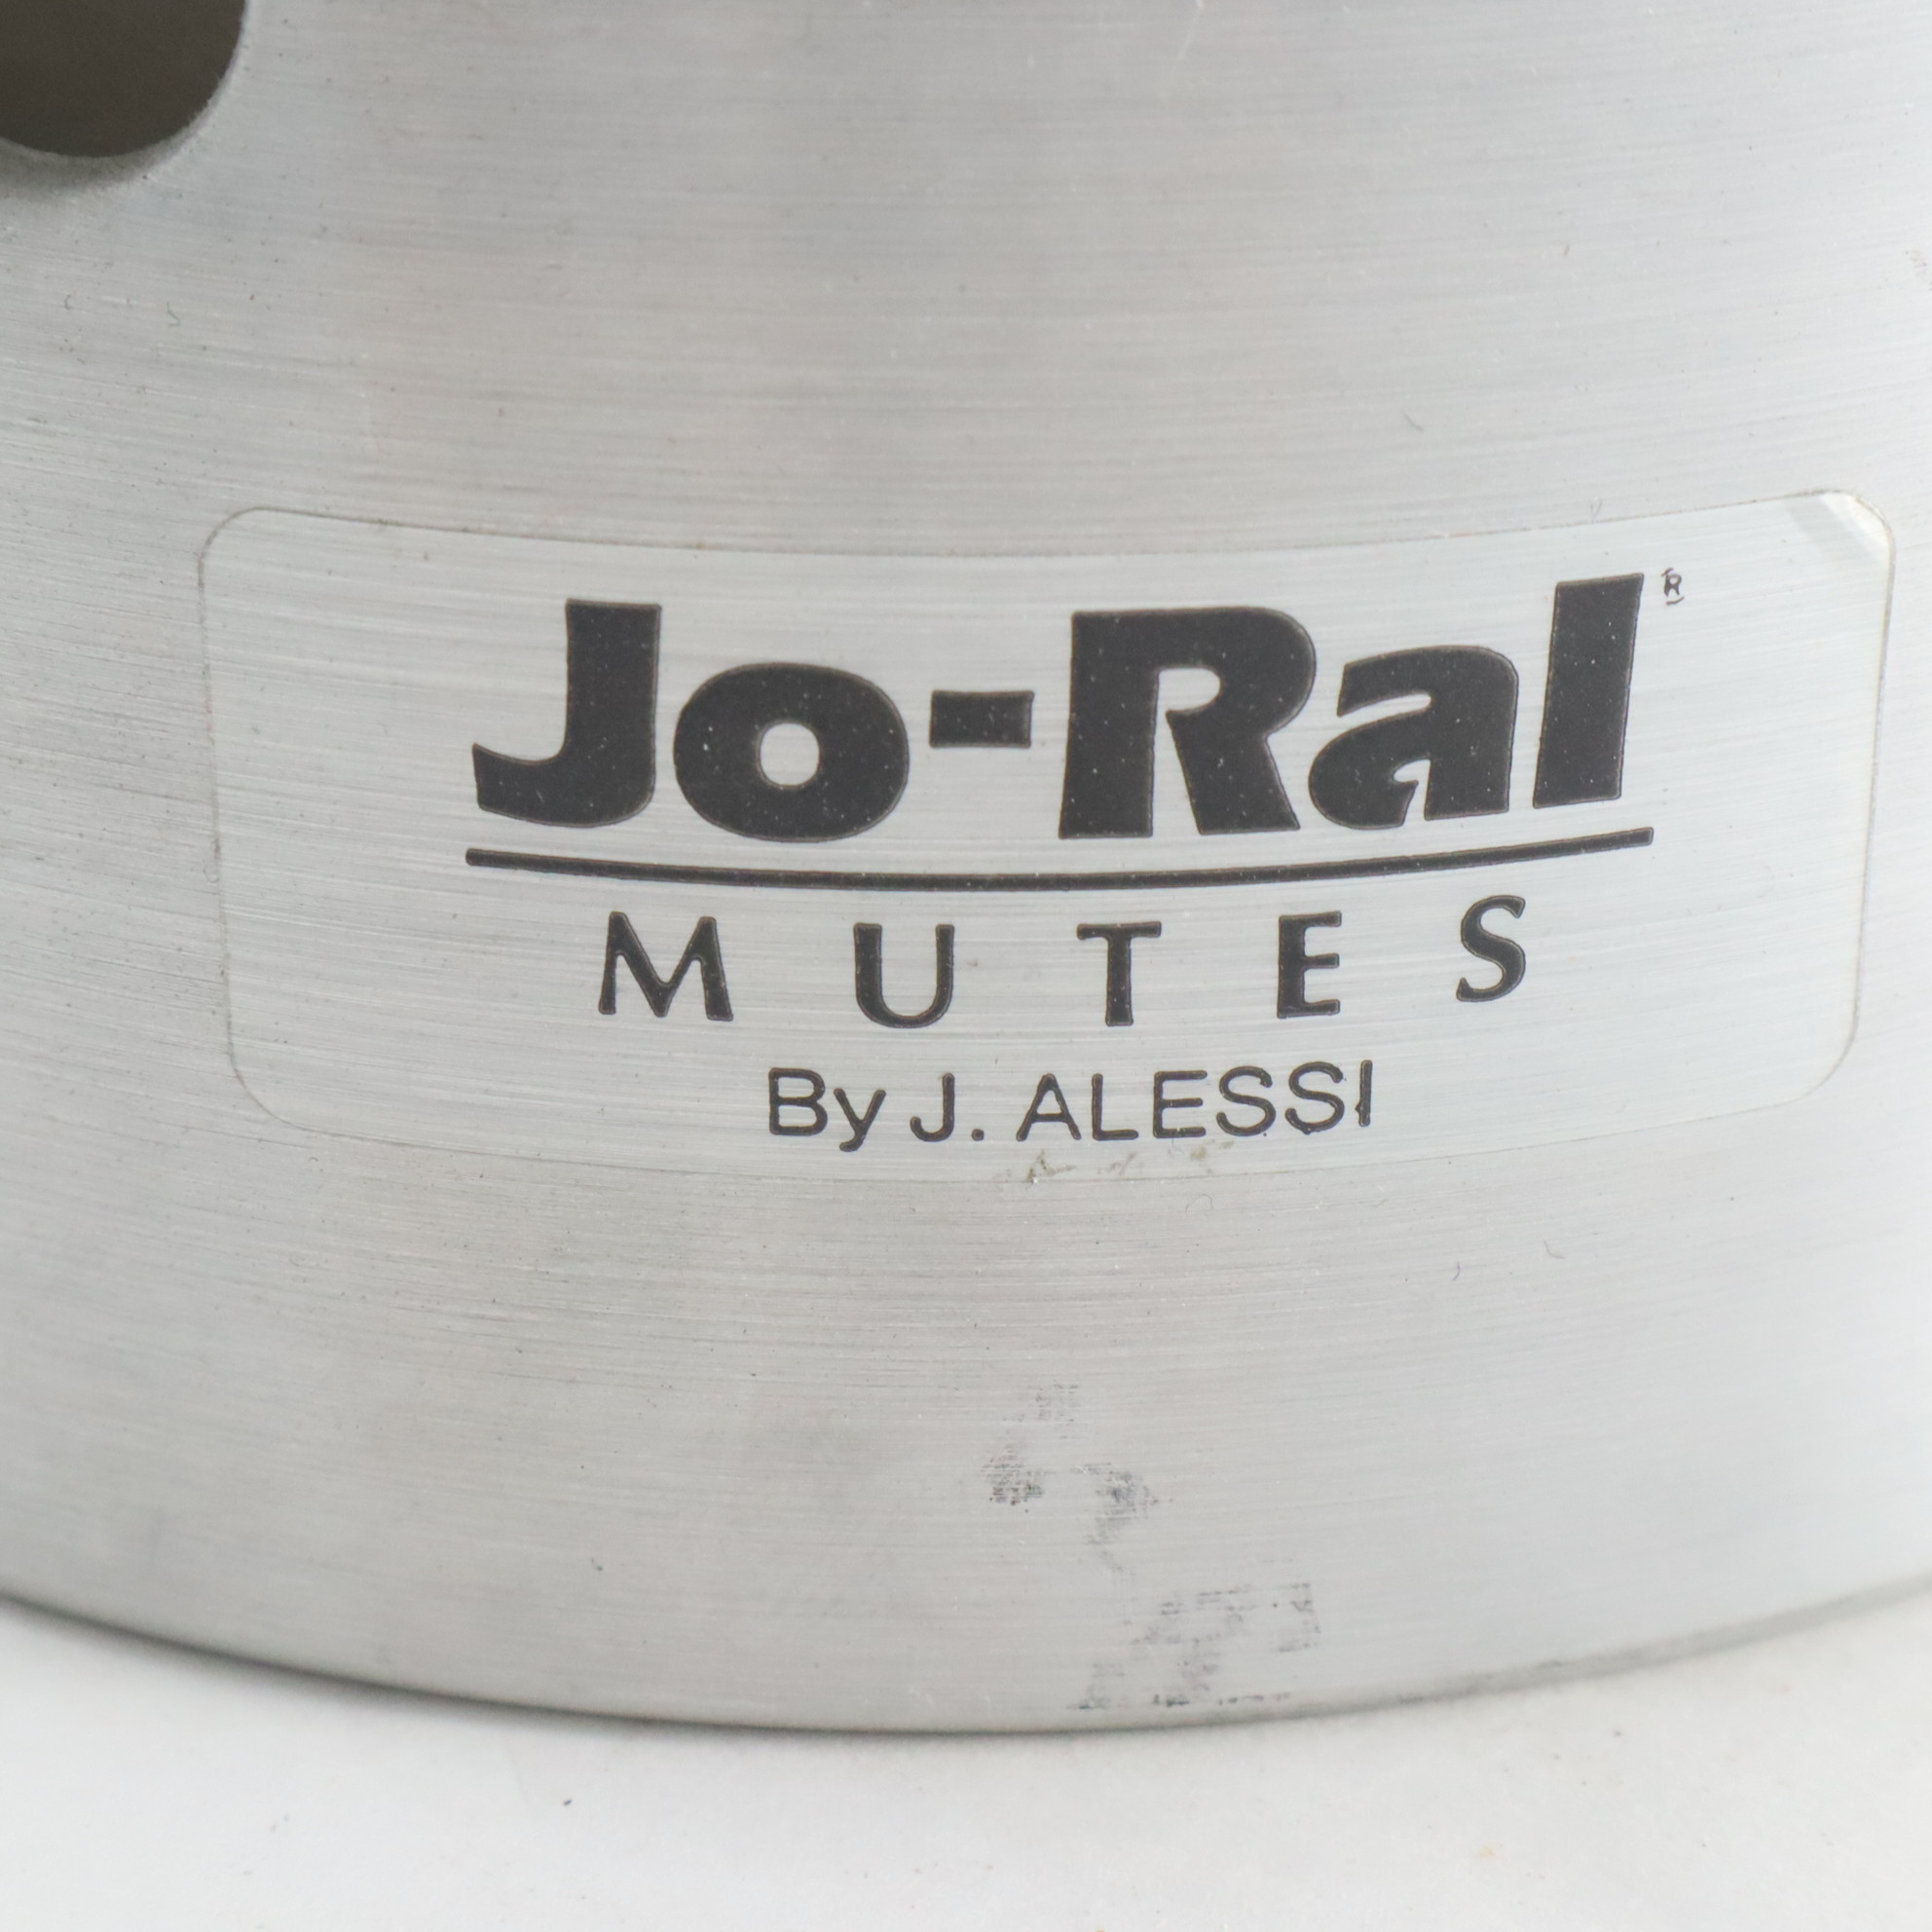 Jo-Ral®
MUTES
By J. ALESSI